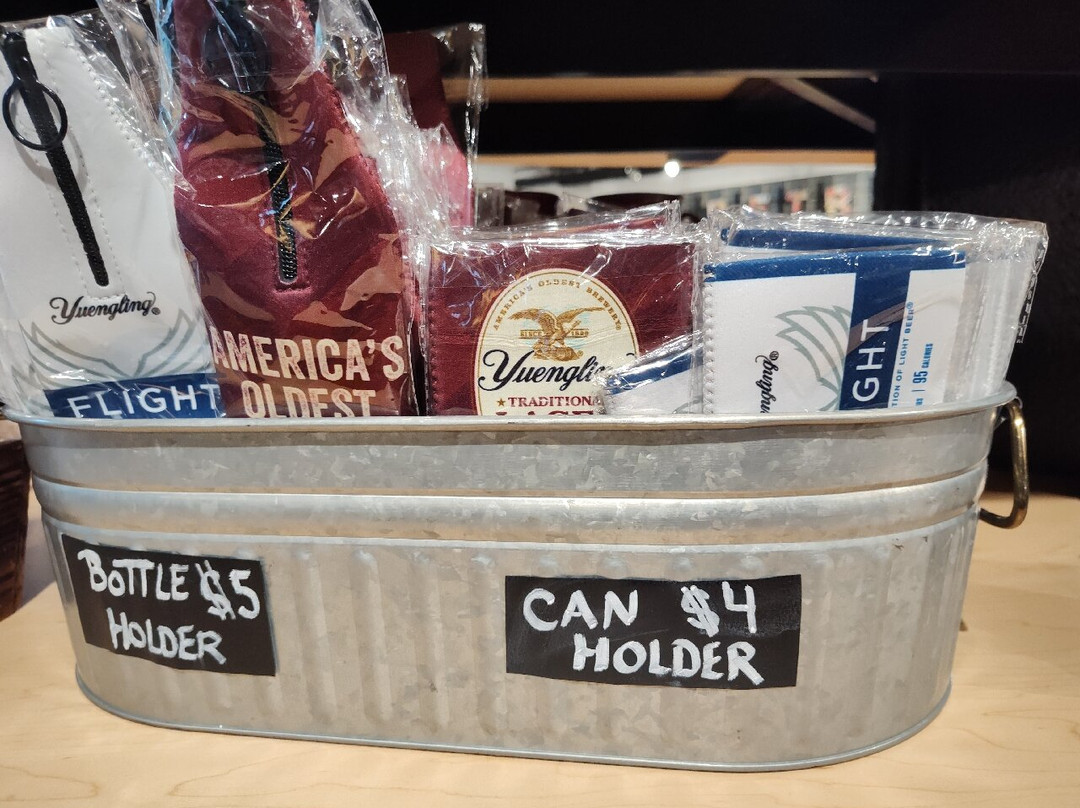 Yuengling®
FLIGHT
AMERICA'S
OLDEST
AMERICA'S OLDEST BREWERY
SINCE 1829
Yuengling
TRADITIONAL
GHT
95 CALORIES
BOTTLE $5
HOLDER
CAN $4
HOLDER